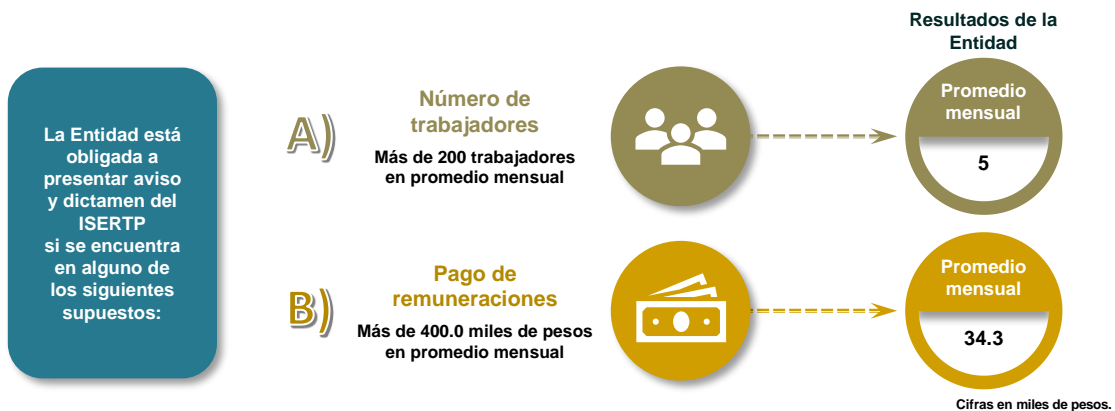 La Entidad está
obligada a
presentar aviso
y dictamen del
ISERTP
si se encuentra
en alguno de
los siguientes
supuestos:
A)
Número de
trabajadores
Más de 200 trabajadores
en promedio mensual
Resultados de la
Entidad
Promedio
mensual
5
B)
Pago de
remuneraciones
Más de 400.0 miles de pesos
en promedio mensual
Promedio
mensual
34.3
Cifras en miles de pesos.